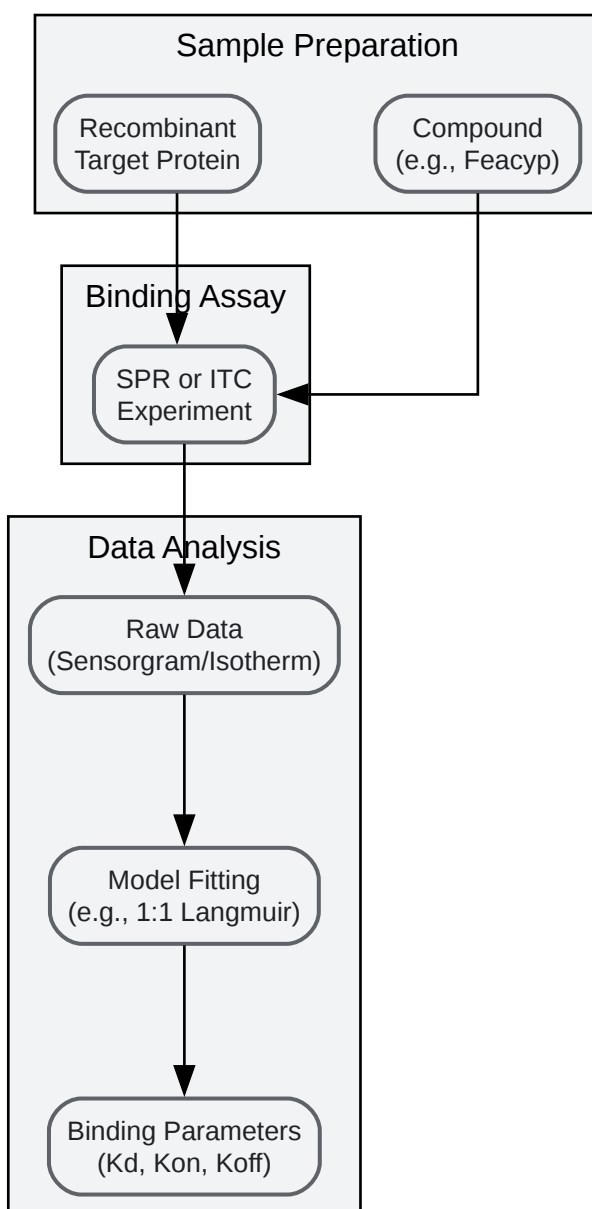 Sample Preparation
Recombinant
Target Protein
Compound
(e.g., Feacyp)
Binding Assay
SPR or ITC
Experiment
Data Analysis
Raw Data
(Sensorgram/Isotherm)
Model Fitting
(e.g., 1:1 Langmuir)
Binding Parameters
(Kd, Kon, Koff)